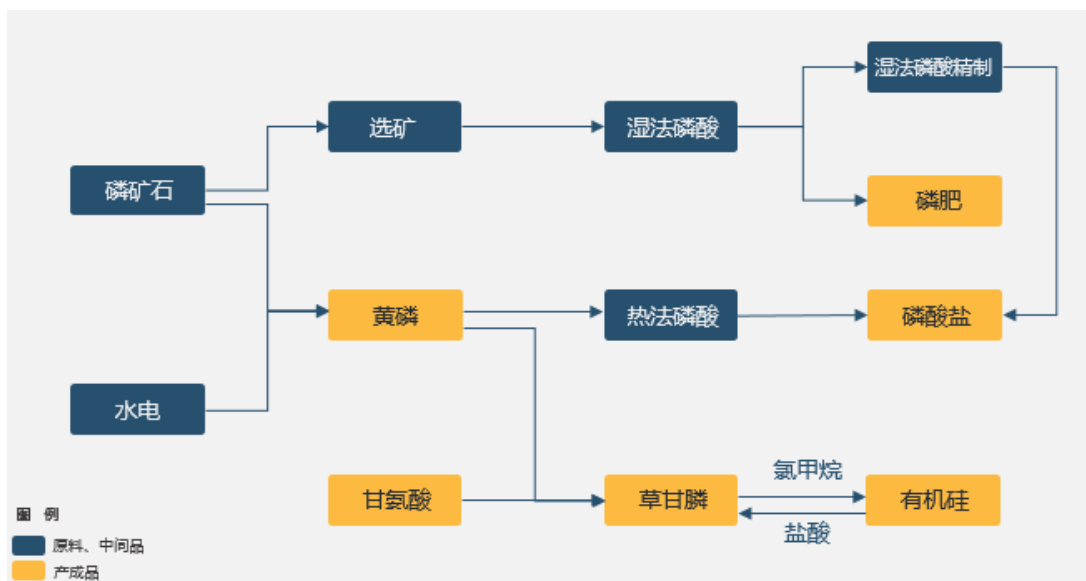 湿法磷酸精制
选矿
湿法磷酸
磷矿石
磷肥
黄磷
热法磷酸
磷酸盐
水电
氯甲烷
甘氨酸
草甘膦
有机硅
盐酸
图 例
原料、中间品
产成品